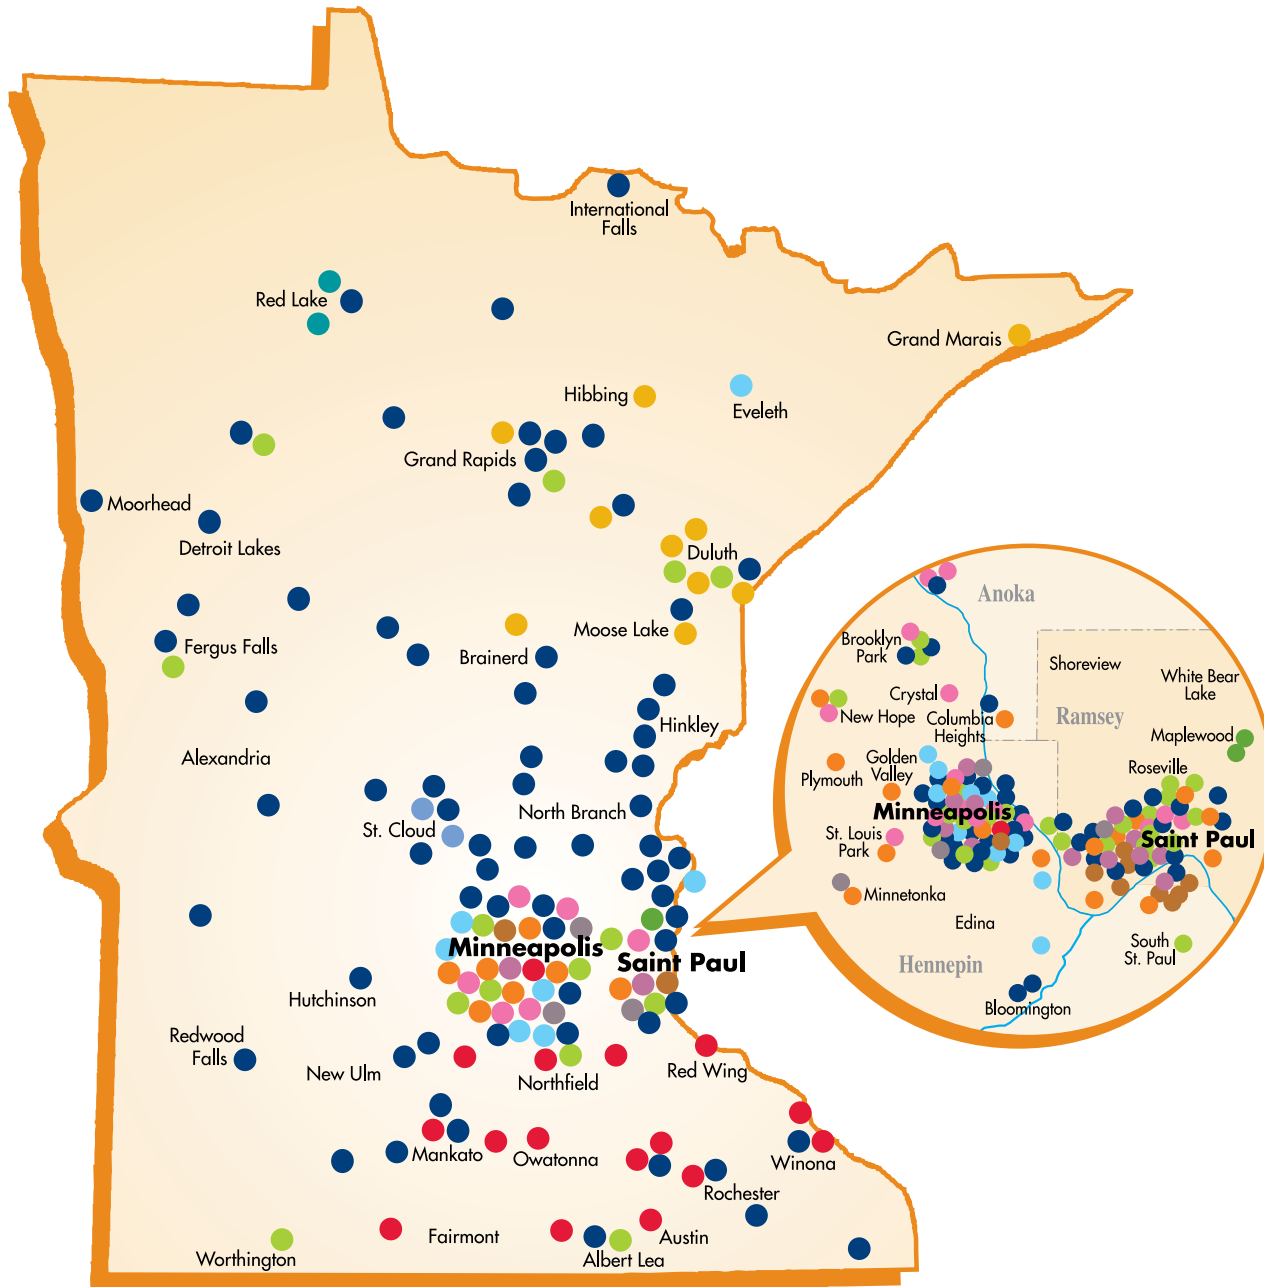 International
Falls
Red Lake
Grand Marais
Hibbing
Eveleth
Grand Rapids
Moorhead
Detroit Lakes
Duluth
Moose Lake
Fergus Falls
Brainerd
Hinkley
Alexandria
North Branch
St. Cloud
Minneapolis
Saint Paul
Hutchinson
Redwood
Falls
New Ulm
Northfield
Red Wing
Mankato
Owatonna
Winona
Rochester
Fairmont
Austin
Worthington
Albert Lea
Anoka
Brooklyn
Park
Shoreview
White Bear
Lake
Crystal
New Hope
Columbia
Heights
Ramsey
Maplewood
Golden
Valley
Plymouth
Roseville
Minneapolis
St. Louis
Park
Saint Paul
Minnetonka
Edina
South
St. Paul
Hennepin
Bloomington